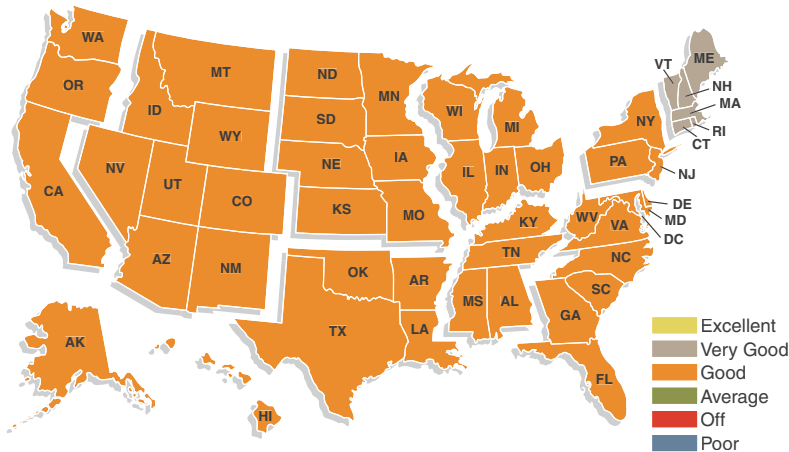 WA
OR
CA
NV
ID
MT
WY
UT
CO
AZ
NM
ND
SD
NE
KS
MN
IA
MO
OK
TX
AR
LA
WI
IL
MI
IN
OH
KY
TN
MS
AL
GA
FL
SC
NC
VA
WV
PA
NY
NJ
DE
MD
DC
VT
ME
NH
MA
RI
CT
AK
HI
Excellent
Very Good
Good
Average
Off
Poor